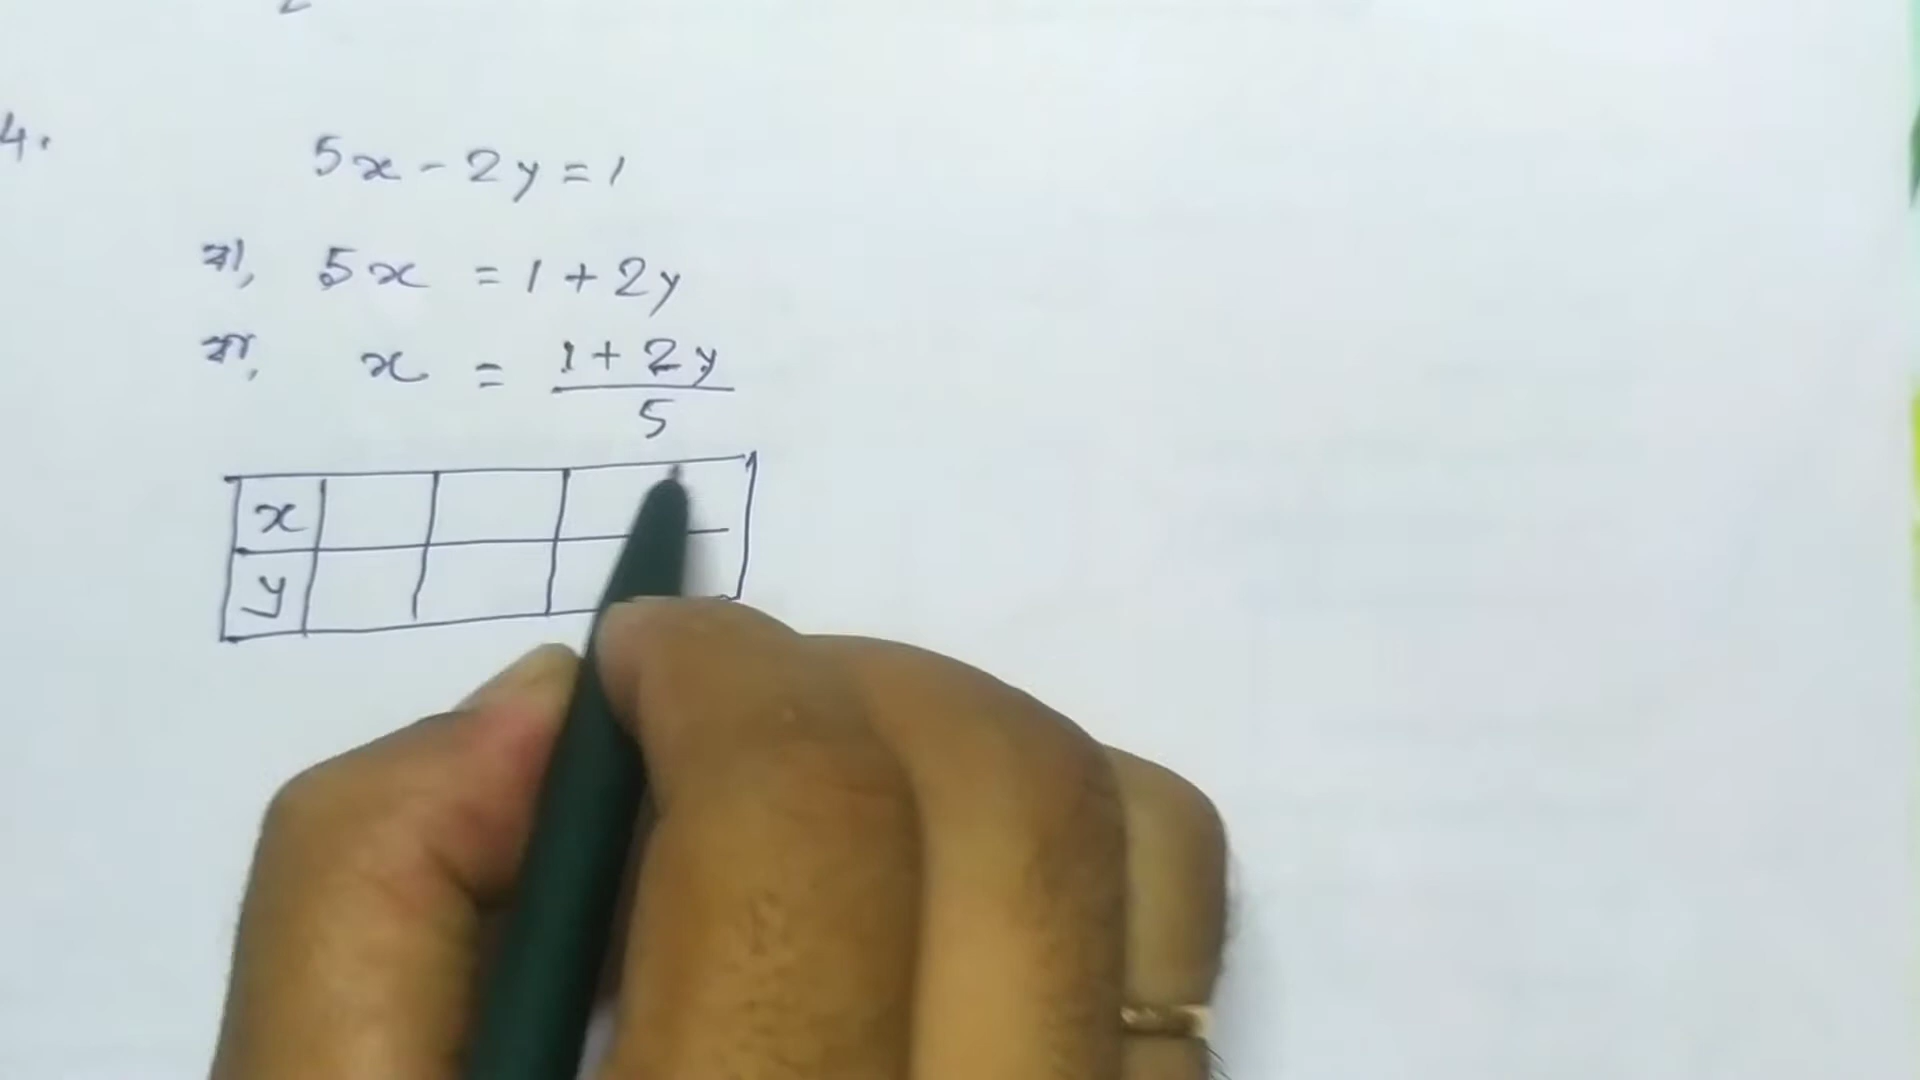 4. 5x - 2y = 1
বা, 5x = 1 + 2y
বা, x = (1 + 2y)/5
x
y